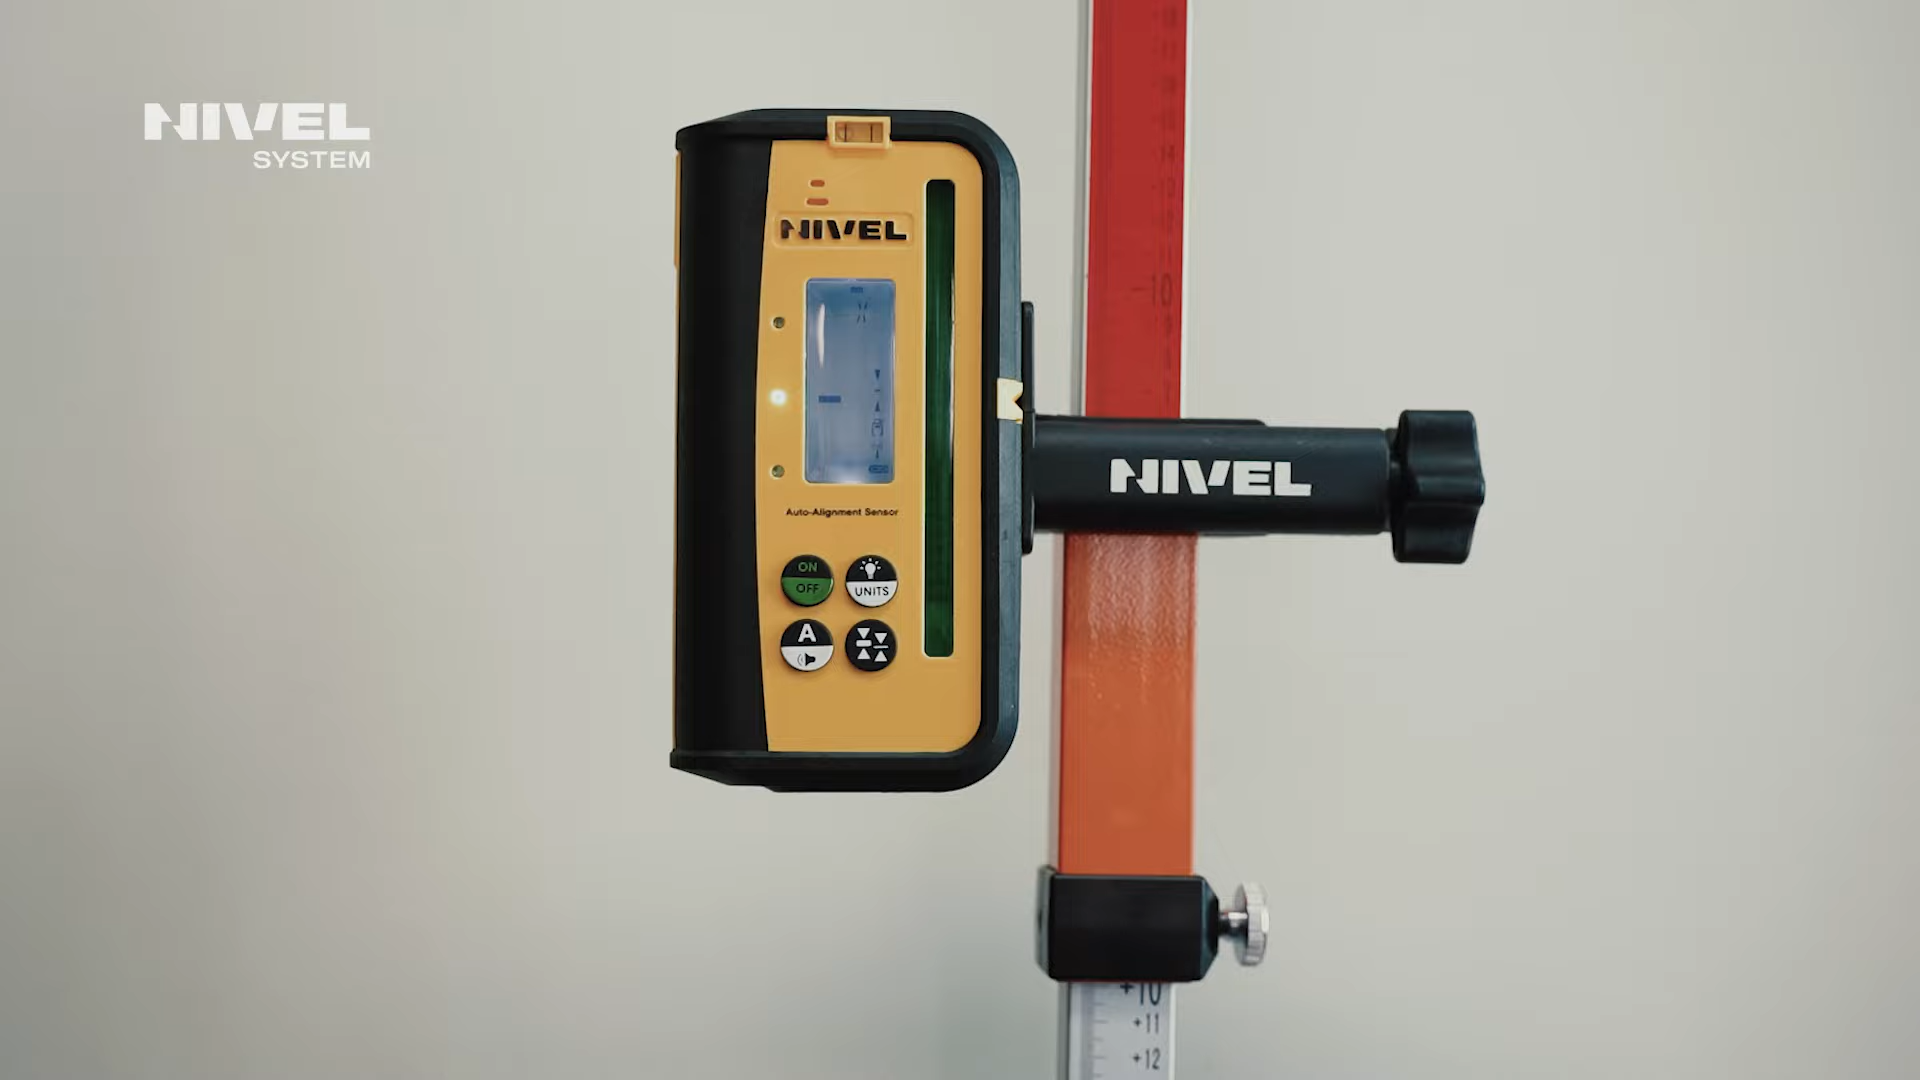 NIVEL
SYSTEM
NIVEL
Auto-Alignment Sensor
ON
OFF
UNITS
A
NIVEL
10
+10
+11
+12